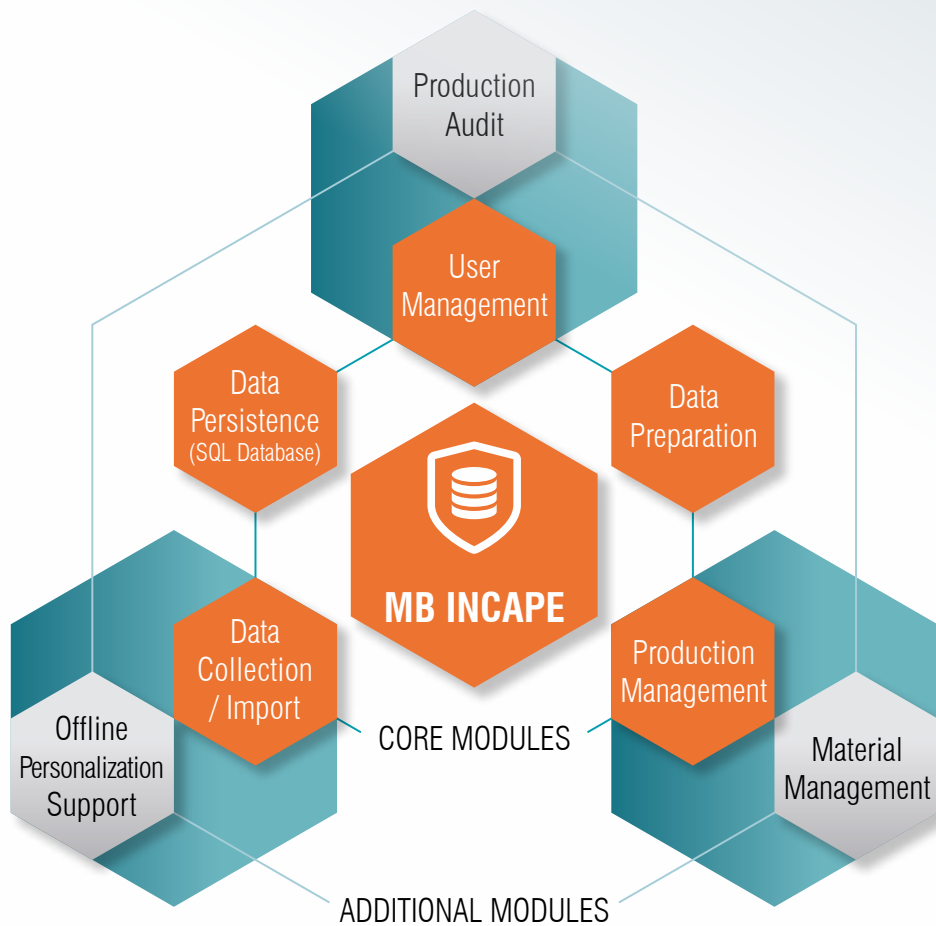 Production
Audit
User
Management
Data
Persistence
(SQL Database)
Data
Preparation
MB INCAPE
Data
Collection
/ Import
Production
Management
Offline
Personalization
Support
CORE MODULES
Material
Management
ADDITIONAL MODULES